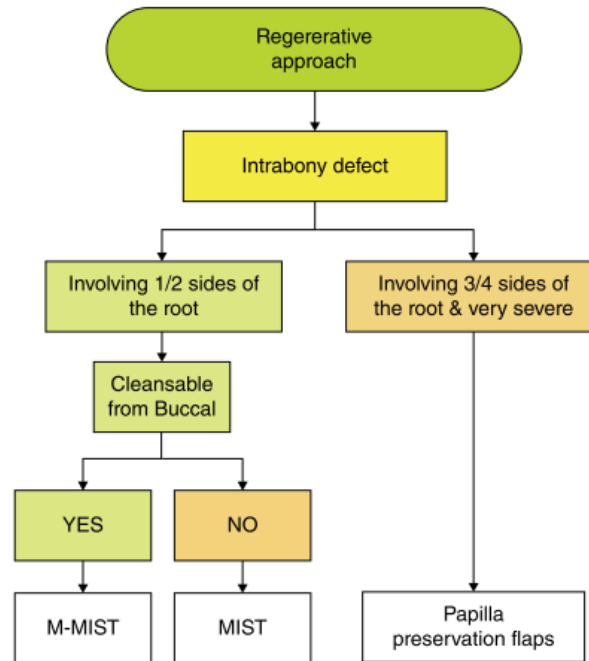 Regererative
approach
Intrabony defect
Involving 1/2 sides of
the root
Involving 3/4 sides of
the root & very severe
Cleansable
from Buccal
YES
NO
M-MIST
MIST
Papilla
preservation flaps